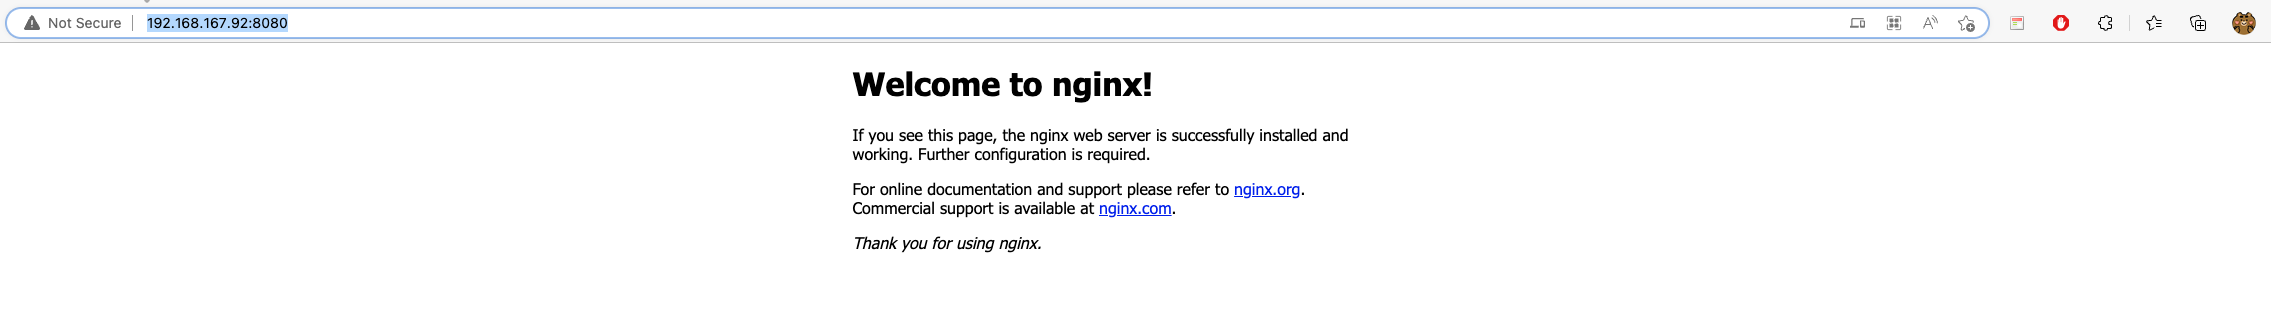 Not Secure
192.168.167.92:8080
Welcome to nginx!
If you see this page, the nginx web server is successfully installed and
working. Further configuration is required.
For online documentation and support please refer to nginx.org.
Commercial support is available at nginx.com.
Thank you for using nginx.